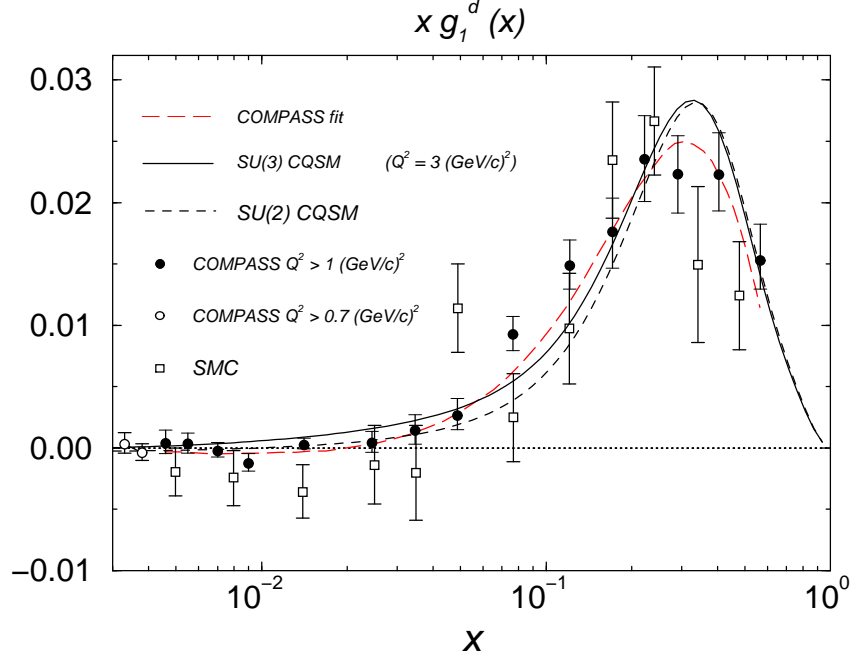 x g₁ᵈ (x)
0.03
0.02
0.01
0.00
−0.01
COMPASS fit
SU(3) CQSM (Q² = 3 (GeV/c)²)
SU(2) CQSM
COMPASS Q² > 1 (GeV/c)²
COMPASS Q² > 0.7 (GeV/c)²
SMC
10⁻² 10⁻¹ 10⁰
x